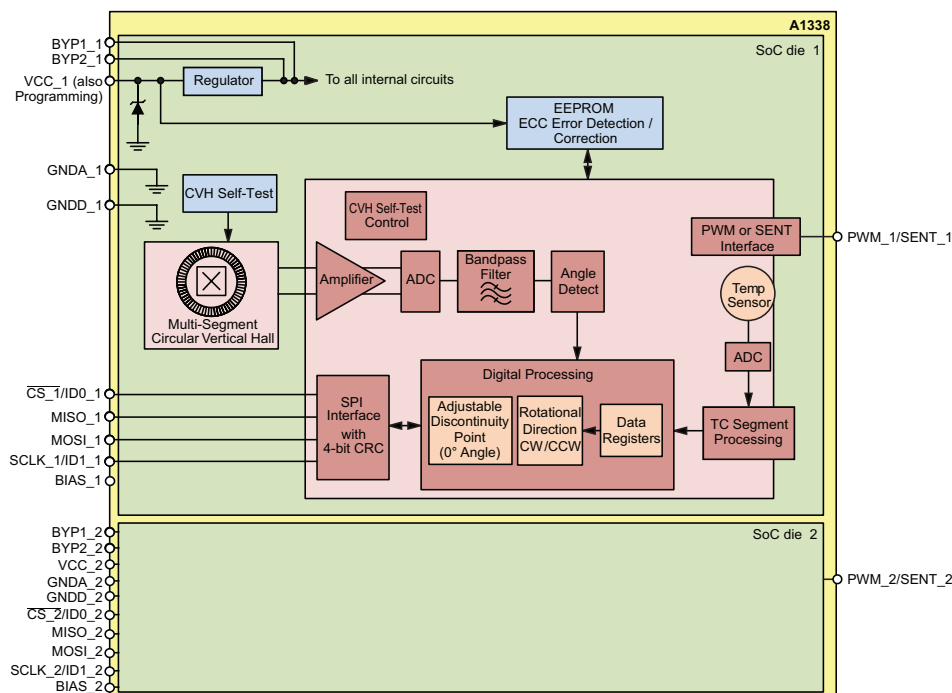 A1338
SoC die 1
BYP1_1
BYP2_1
VCC_1 (also
Programming)
Regulator
To all internal circuits
EEPROM
ECC Error Detection /
Correction
GNDA_1
GNDD_1
CVH Self-Test
CVH Self-Test
Control
PWM or SENT
Interface
PWM_1/SENT_1
Amplifier
ADC
Bandpass
Filter
Angle
Detect
Temp
Sensor
Multi-Segment
Circular Vertical Hall
ADC
Digital Processing
CS_1/ID0_1
MISO_1
MOSI_1
SCLK_1/ID1_1
BIAS_1
SPI
Interface
with
4-bit CRC
Adjustable
Discontinuity
Point
(0° Angle)
Rotational
Direction
CW/CCW
Data
Registers
TC Segment
Processing
SoC die 2
BYP1_2
BYP2_2
VCC_2
GNDA_2
GNDD_2
CS_2/ID0_2
MISO_2
MOSI_2
SCLK_2/ID1_2
BIAS_2
PWM_2/SENT_2